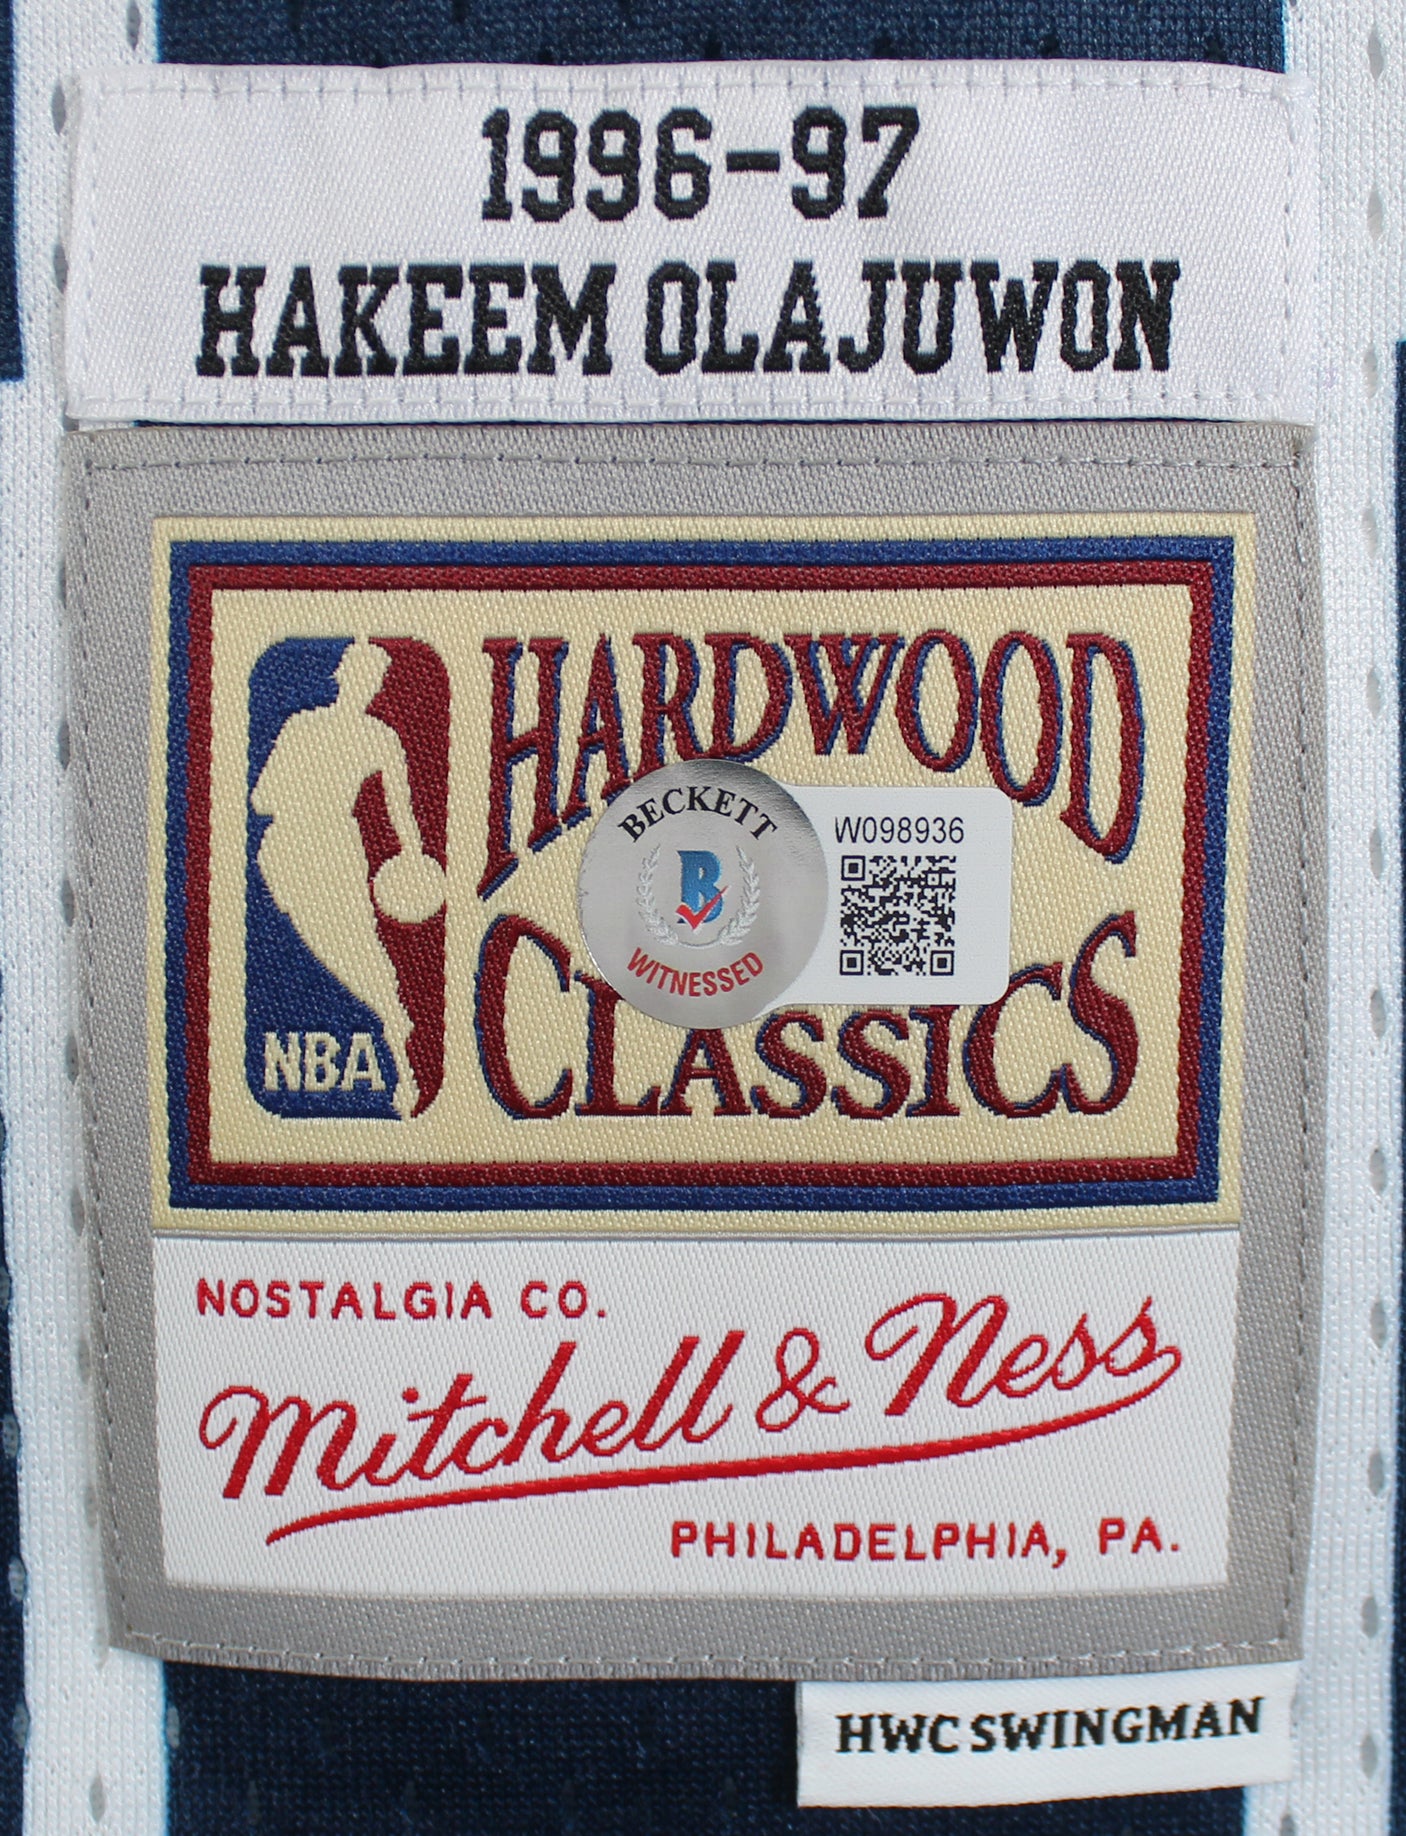 1996-97
HAKEEM OLAJUWON
HARDWOOD
BECKETT
B
WITNESSED
W098936
CLASSICS
NBA
NOSTALGIA CO.
Mitchell & Ness
PHILADELPHIA, PA.
HWC SWINGMAN